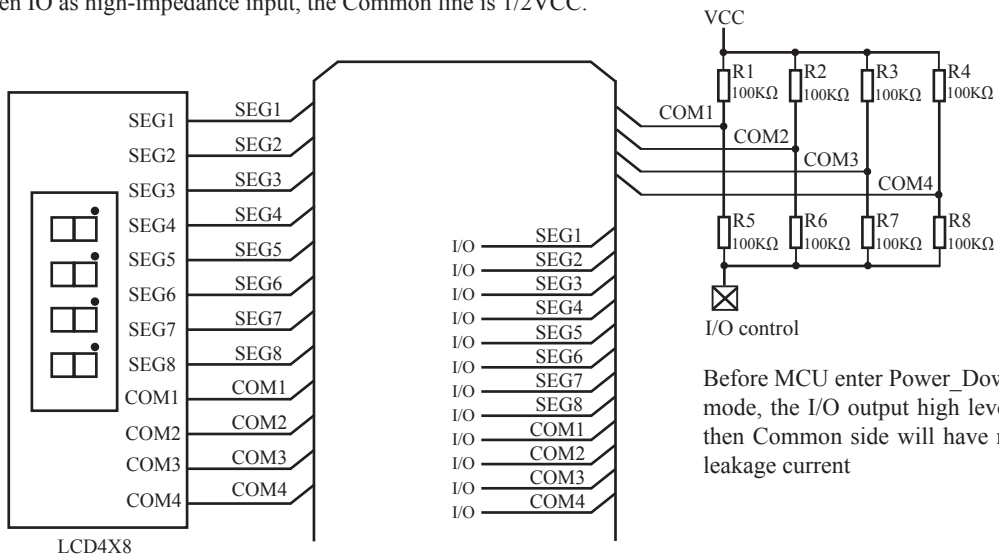 en IO as high-impedance input, the Common line is 1/2VCC.
VCC
R1 R2 R3 R4
100KΩ 100KΩ 100KΩ 100KΩ
COM1
COM2
COM3
COM4
R5 R6 R7 R8
100KΩ 100KΩ 100KΩ 100KΩ
I/O control
SEG1 SEG1
SEG2 SEG2
SEG3 SEG3
SEG4 SEG4
SEG5 SEG5
SEG6 SEG6
SEG7 SEG7
SEG8 SEG8
COM1 COM1
COM2 COM2
COM3 COM3
COM4 COM4
LCD4X8
I/O SEG1
I/O SEG2
I/O SEG3
I/O SEG4
I/O SEG5
I/O SEG6
I/O SEG7
I/O SEG8
I/O COM1
I/O COM2
I/O COM3
I/O COM4
Before MCU enter Power_Dow
mode, the I/O output high leve
then Common side will have
leakage current